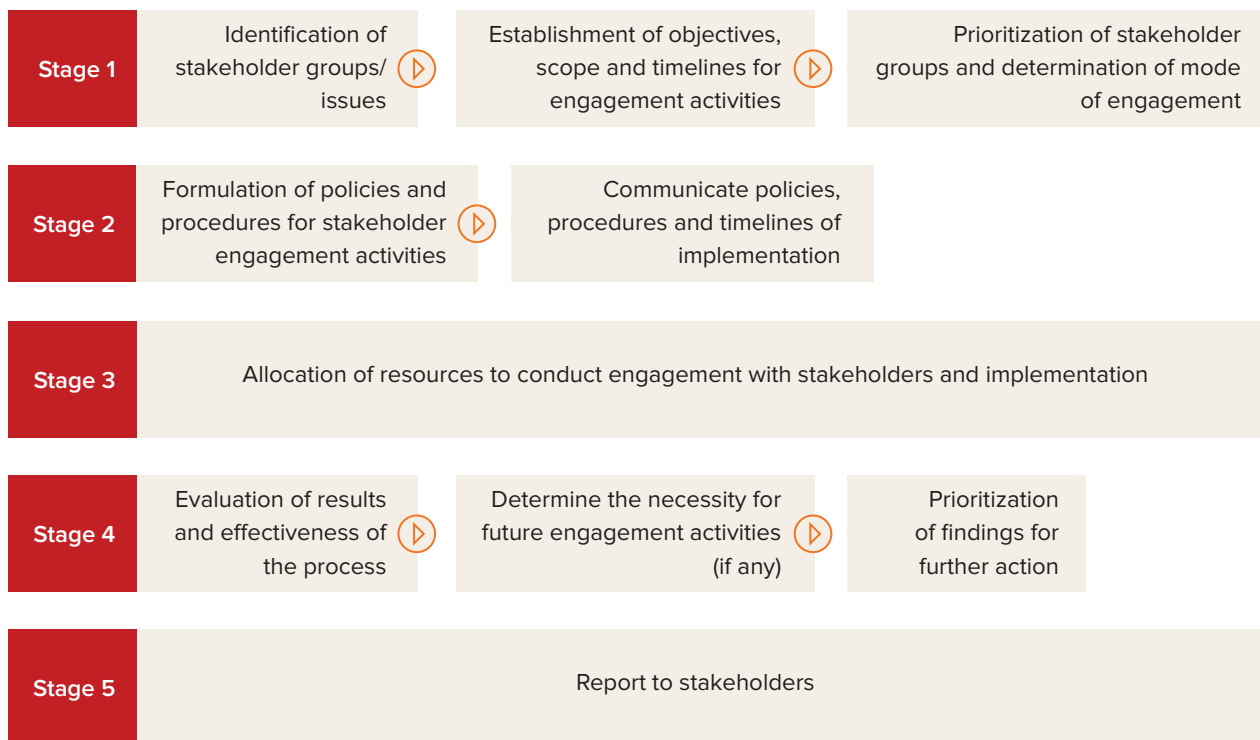 Stage 1
Identification of
stakeholder groups/
issues
Establishment of objectives,
scope and timelines for
engagement activities
Prioritization of stakeholder
groups and determination of mode
of engagement
Stage 2
Formulation of policies and
procedures for stakeholder
engagement activities
Communicate policies,
procedures and timelines of
implementation
Stage 3
Allocation of resources to conduct engagement with stakeholders and implementation
Stage 4
Evaluation of results
and effectiveness of
the process
Determine the necessity for
future engagement activities
(if any)
Prioritization
of findings for
further action
Stage 5
Report to stakeholders